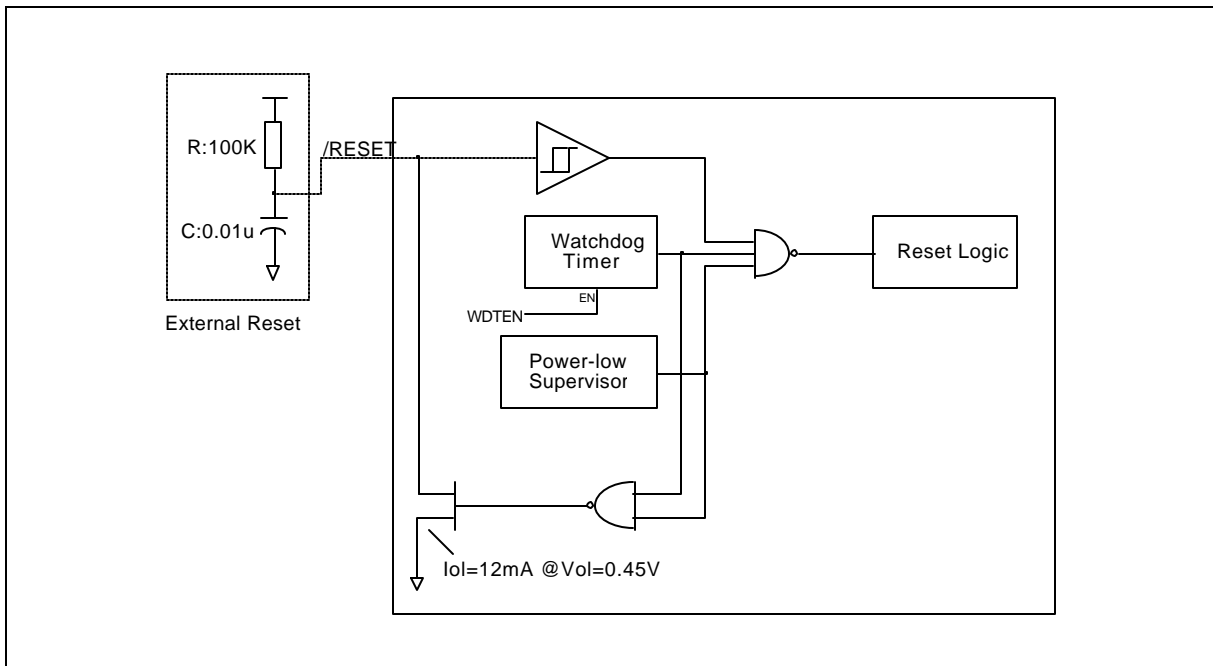 R:100K
/RESET
C:0.01u
External Reset
Watchdog
Timer
EN
WDTEN
Power-low
Supervisor
Reset Logic
Iol=12mA @Vol=0.45V